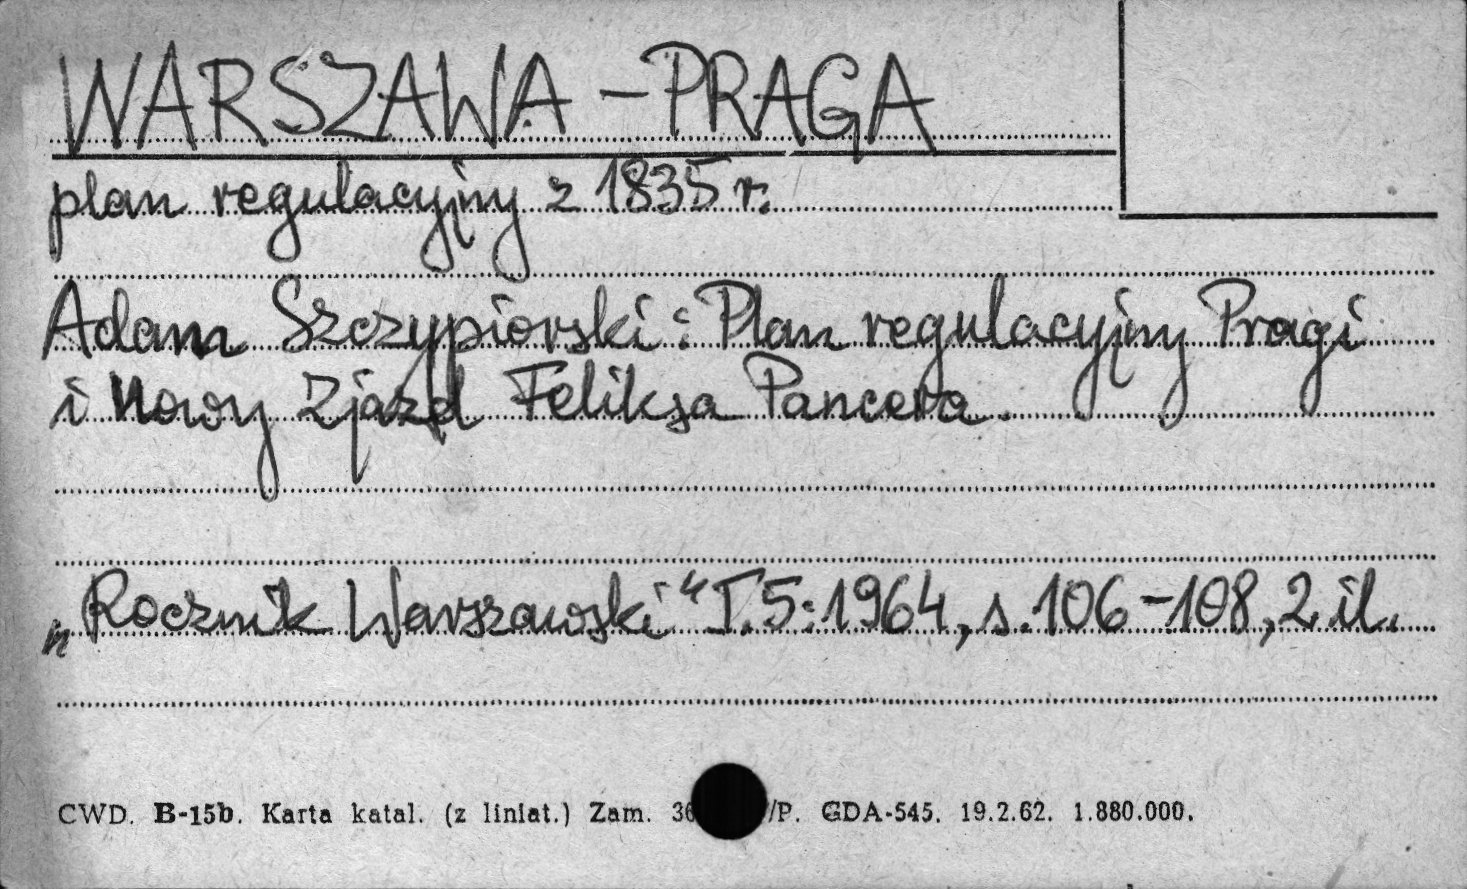 WARSZAWA - PRAGA
plan regulacyjny z 1835 r.
Adam Szczypiorski: Plan regulacyjny Pragi
i Nowy Zjazd Feliksa Pancera.
„Rocznik Warszawski" T.5:1964, s.106-108, 2 il.
CWD. B-15b. Karta katal. (z liniat.) Zam. 36 /P. GDA-545. 19.2.62. 1.880.000.